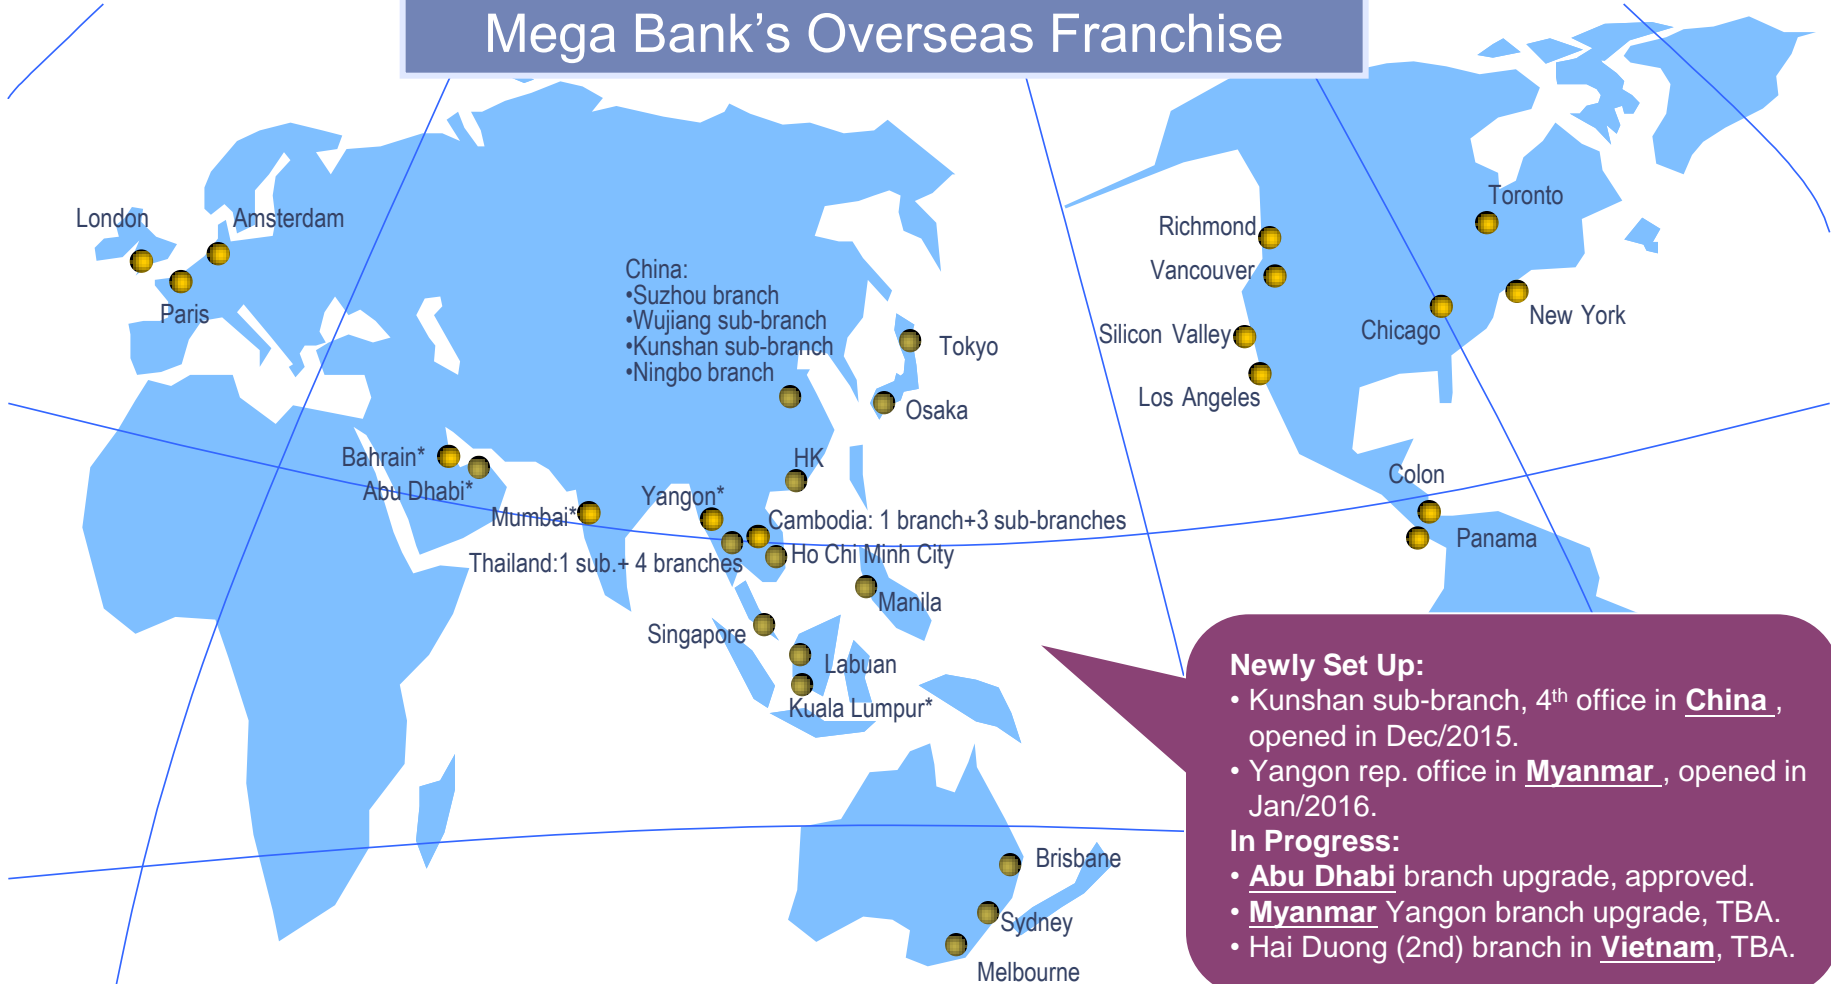 Mega Bank’s Overseas Franchise
London
Amsterdam
Paris
China:
•Suzhou branch
•Wujiang sub-branch
•Kunshan sub-branch
•Ningbo branch
Tokyo
Osaka
Bahrain*
Abu Dhabi*
Mumbai*
HK
Yangon*
Cambodia: 1 branch+3 sub-branches
Thailand:1 sub.+ 4 branches
Ho Chi Minh City
Manila
Singapore
Labuan
Kuala Lumpur*
Brisbane
Sydney
Melbourne
Richmond
Vancouver
Silicon Valley
Los Angeles
Toronto
Chicago
New York
Colon
Panama
Newly Set Up:
• Kunshan sub-branch, 4th office in China ,
opened in Dec/2015.
• Yangon rep. office in Myanmar , opened in
Jan/2016.
In Progress:
• Abu Dhabi branch upgrade, approved.
• Myanmar Yangon branch upgrade, TBA.
• Hai Duong (2nd) branch in Vietnam, TBA.